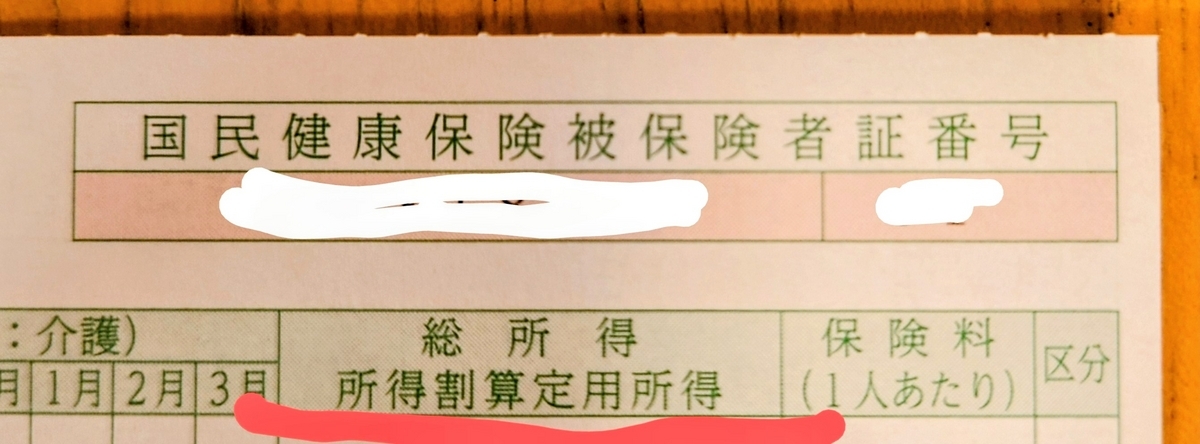 国民健康保険被保険者証番号
：介護） 総所得 保険料 区分
月 1月 2月 3月 所得割算定用所得 （1人あたり）